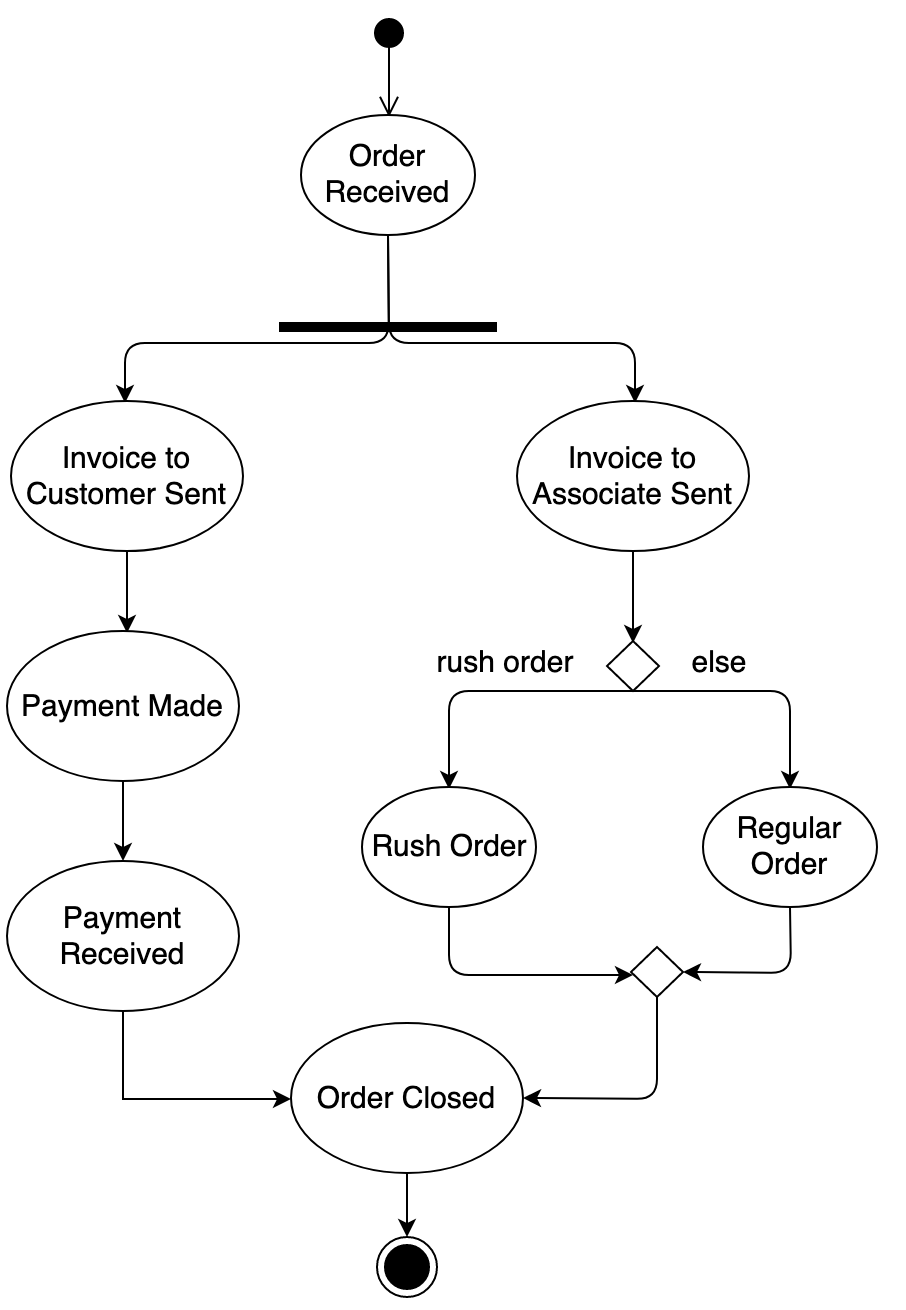 Order
Received
Invoice to
Customer Sent
Invoice to
Associate Sent
rush order
else
Payment Made
Rush Order
Regular
Order
Payment
Received
Order Closed